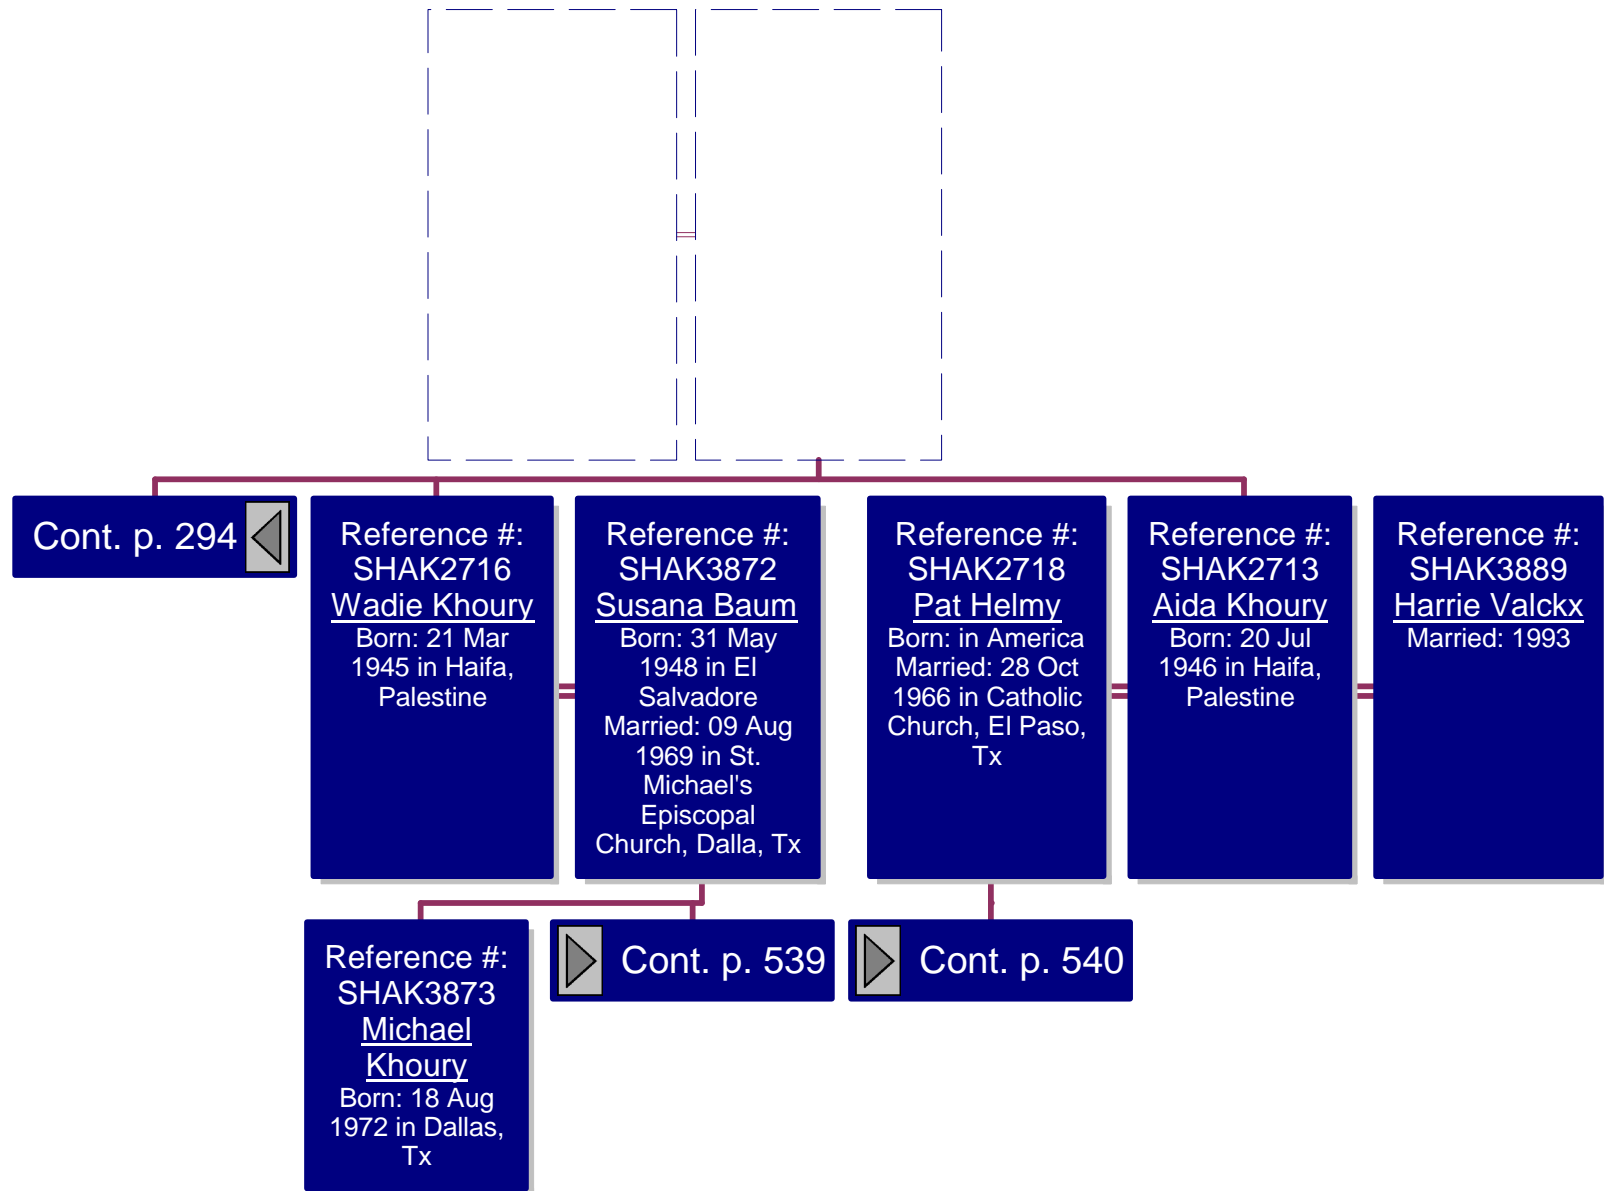 Cont. p. 294
Reference #:
SHAK2716
Wadie Khoury
Born: 21 Mar
1945 in Haifa,
Palestine
Reference #:
SHAK3872
Susana Baum
Born: 31 May
1948 in El
Salvadore
Married: 09 Aug
1969 in St.
Michael's
Episcopal
Church, Dalla, Tx
Reference #:
SHAK2718
Pat Helmy
Born: in America
Married: 28 Oct
1966 in Catholic
Church, El Paso,
Tx
Reference #:
SHAK2713
Aida Khoury
Born: 20 Jul
1946 in Haifa,
Palestine
Reference #:
SHAK3889
Harrie Valckx
Married: 1993
Reference #:
SHAK3873
Michael
Khoury
Born: 18 Aug
1972 in Dallas,
Tx
Cont. p. 539
Cont. p. 540